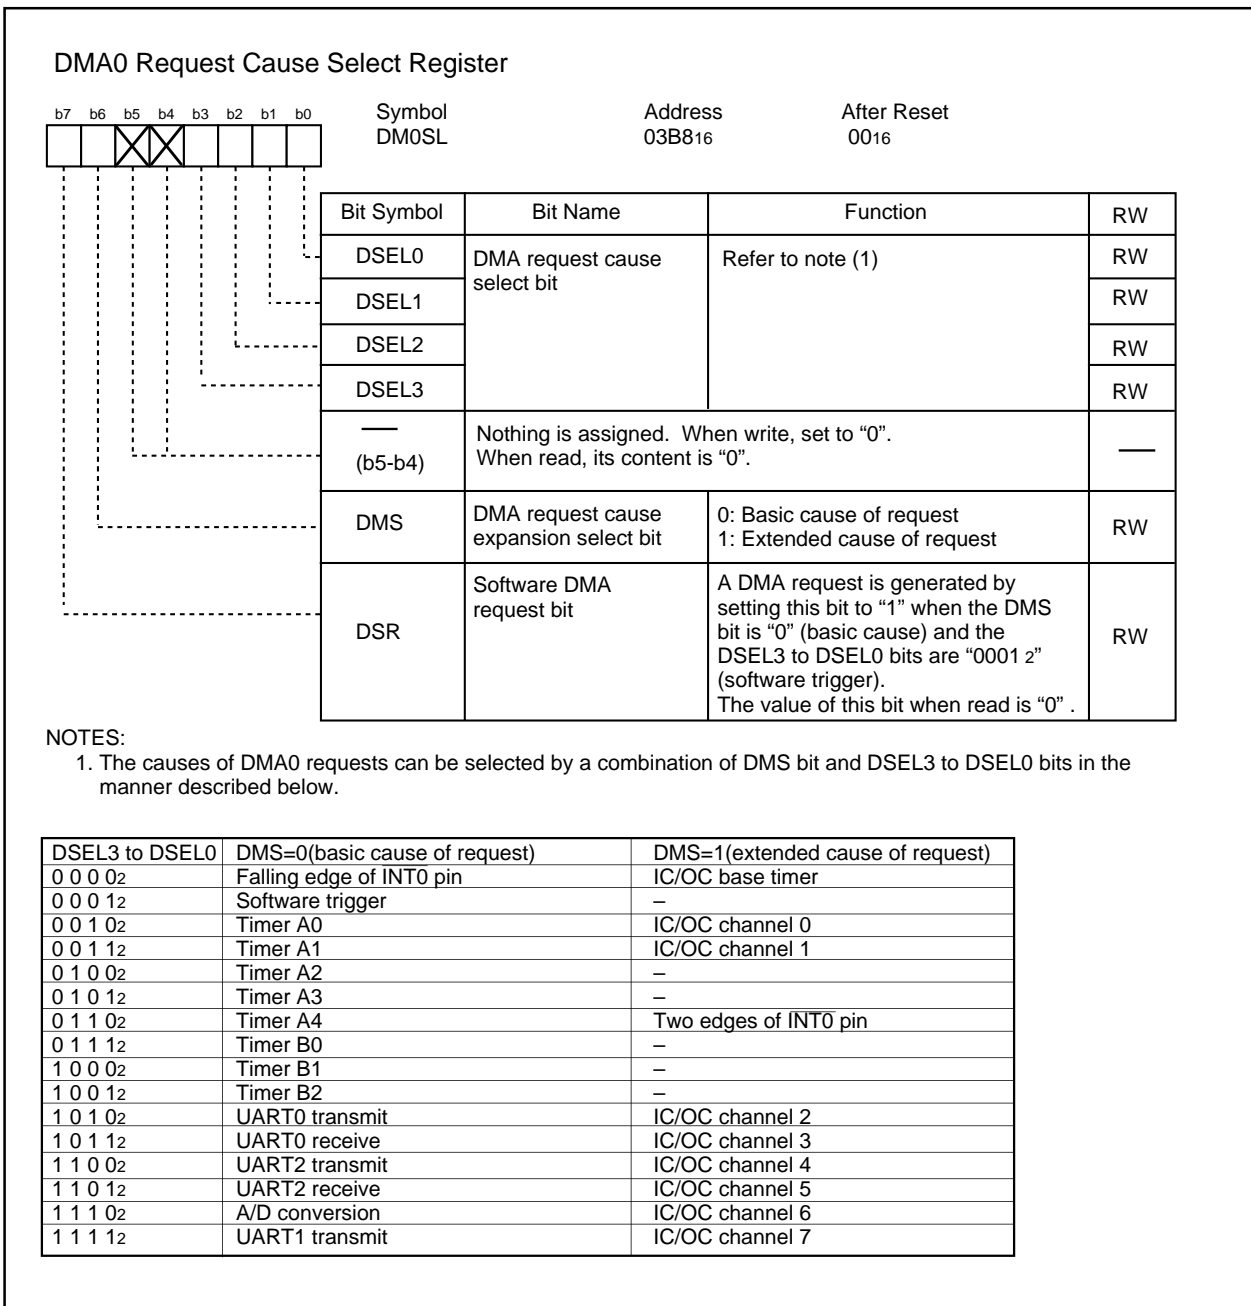 DMA0 Request Cause Select Register
b7 b6 b5 b4 b3 b2 b1 b0
Symbol Address After Reset
DM0SL 03B816 0016
Bit Symbol Bit Name Function RW
DSEL0 DMA request cause select bit Refer to note (1) RW
DSEL1 RW
DSEL2 RW
DSEL3 RW
— (b5-b4) Nothing is assigned. When write, set to “0”. —
When read, its content is “0”.
DMS DMA request cause expansion select bit 0: Basic cause of request RW
1: Extended cause of request
DSR Software DMA request bit A DMA request is generated by RW
setting this bit to “1” when the DMS
bit is “0” (basic cause) and the
DSEL3 to DSEL0 bits are “0001 2”
(software trigger).
The value of this bit when read is “0” .
NOTES:
1. The causes of DMA0 requests can be selected by a combination of DMS bit and DSEL3 to DSEL0 bits in the
manner described below.
DSEL3 to DSEL0 DMS=0(basic cause of request) DMS=1(extended cause of request)
0 0 0 02 Falling edge of INT0 pin IC/OC base timer
0 0 0 12 Software trigger –
0 0 1 02 Timer A0 IC/OC channel 0
0 0 1 12 Timer A1 IC/OC channel 1
0 1 0 02 Timer A2 –
0 1 0 12 Timer A3 –
0 1 1 02 Timer A4 Two edges of INT0 pin
0 1 1 12 Timer B0 –
1 0 0 02 Timer B1 –
1 0 0 12 Timer B2 –
1 0 1 02 UART0 transmit IC/OC channel 2
1 0 1 12 UART0 receive IC/OC channel 3
1 1 0 02 UART2 transmit IC/OC channel 4
1 1 0 12 UART2 receive IC/OC channel 5
1 1 1 02 A/D conversion IC/OC channel 6
1 1 1 12 UART1 transmit IC/OC channel 7